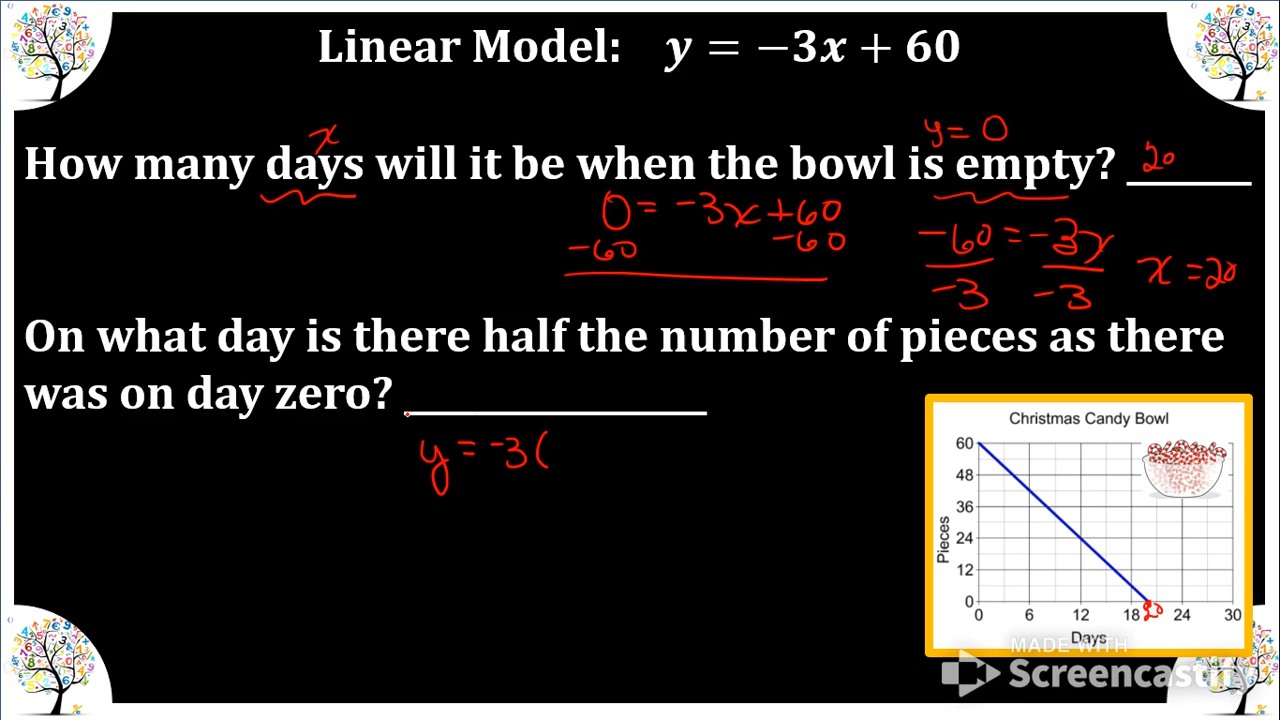 Linear Model: y = −3x + 60
x
y = 0
How many days will it be when the bowl is empty? 20
0 = -3x +60
-60 -60
-60 = -3x
-3 -3
x = 20
On what day is there half the number of pieces as there
was on day zero?
y = -3(
Christmas Candy Bowl
60
48
36
24
12
0
Pieces
0 6 12 18 20 24 30
Days
MADE WITH
Screencastify